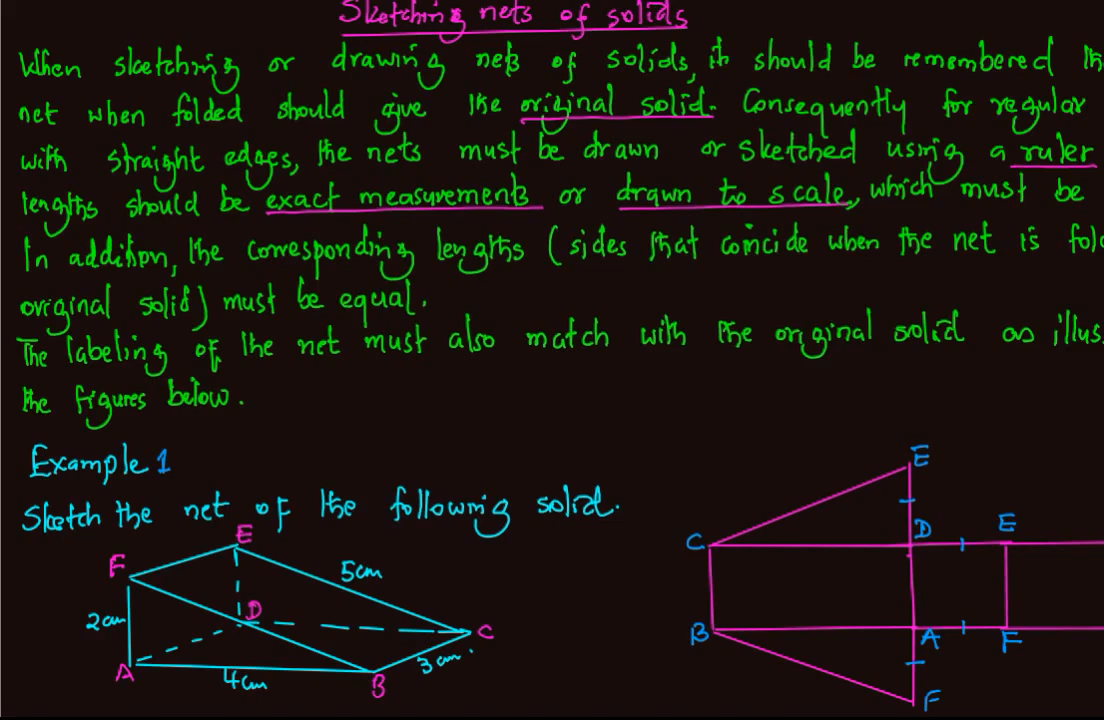 Sketching nets of solids
When sketching or drawing nets of solids, it should be remembered th
net when folded should give the original solid. Consequently for regular
with straight edges, the nets must be drawn or sketched using a ruler
lengths should be exact measurements or drawn to scale, which must be
In addition, the corresponding lengths (sides that coincide when the net is fold
original solid) must be equal.
The labeling of the net must also match with the original solid as illus
the figures below.
Example 1
Sketch the net of the following solid.
E
F
5cm
2cm
D
C
A
4cm
B
3cm.
E
C
D
E
B
A
F
F